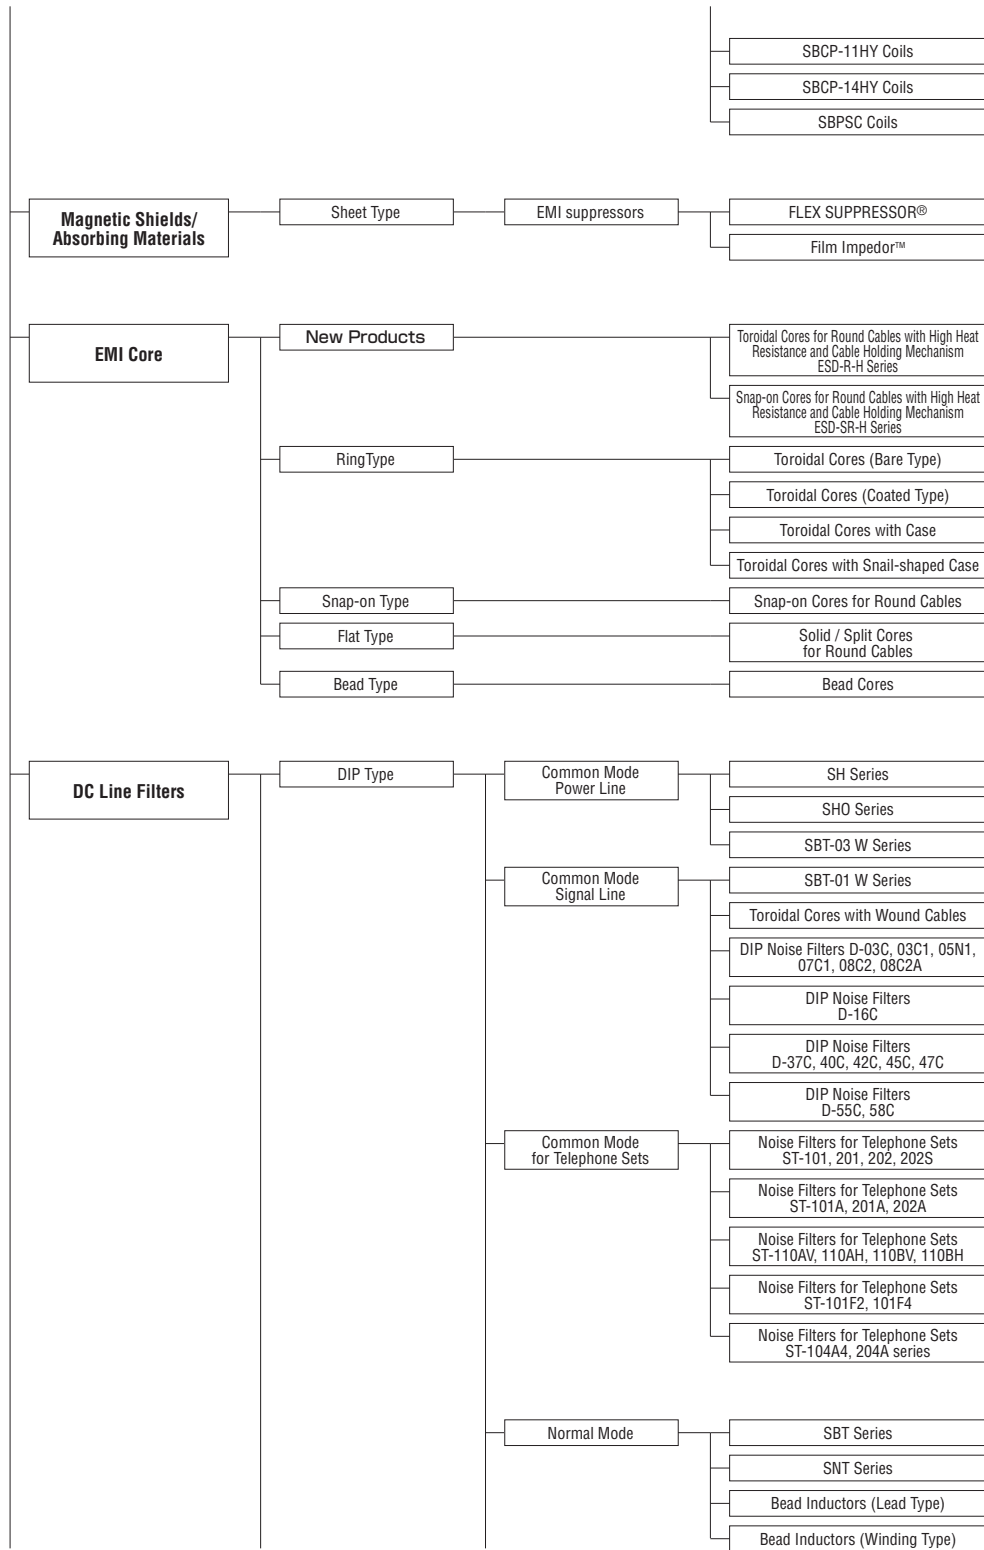 SBCP-11HY Coils
SBCP-14HY Coils
SBPSC Coils
Magnetic Shields/
Absorbing Materials
Sheet Type
EMI suppressors
FLEX SUPPRESSOR®
Film Impedor™
EMI Core
New Products
Toroidal Cores for Round Cables with High Heat
Resistance and Cable Holding Mechanism
ESD-R-H Series
Snap-on Cores for Round Cables with High Heat
Resistance and Cable Holding Mechanism
ESD-SR-H Series
RingType
Toroidal Cores (Bare Type)
Toroidal Cores (Coated Type)
Toroidal Cores with Case
Toroidal Cores with Snail-shaped Case
Snap-on Type
Snap-on Cores for Round Cables
Flat Type
Solid / Split Cores
for Round Cables
Bead Type
Bead Cores
DC Line Filters
DIP Type
Common Mode
Power Line
SH Series
SHO Series
SBT-03 W Series
Common Mode
Signal Line
SBT-01 W Series
Toroidal Cores with Wound Cables
DIP Noise Filters D-03C, 03C1, 05N1,
07C1, 08C2, 08C2A
DIP Noise Filters
D-16C
DIP Noise Filters
D-37C, 40C, 42C, 45C, 47C
DIP Noise Filters
D-55C, 58C
Common Mode
for Telephone Sets
Noise Filters for Telephone Sets
ST-101, 201, 202, 202S
Noise Filters for Telephone Sets
ST-101A, 201A, 202A
Noise Filters for Telephone Sets
ST-110AV, 110AH, 110BV, 110BH
Noise Filters for Telephone Sets
ST-101F2, 101F4
Noise Filters for Telephone Sets
ST-104A4, 204A series
Normal Mode
SBT Series
SNT Series
Bead Inductors (Lead Type)
Bead Inductors (Winding Type)